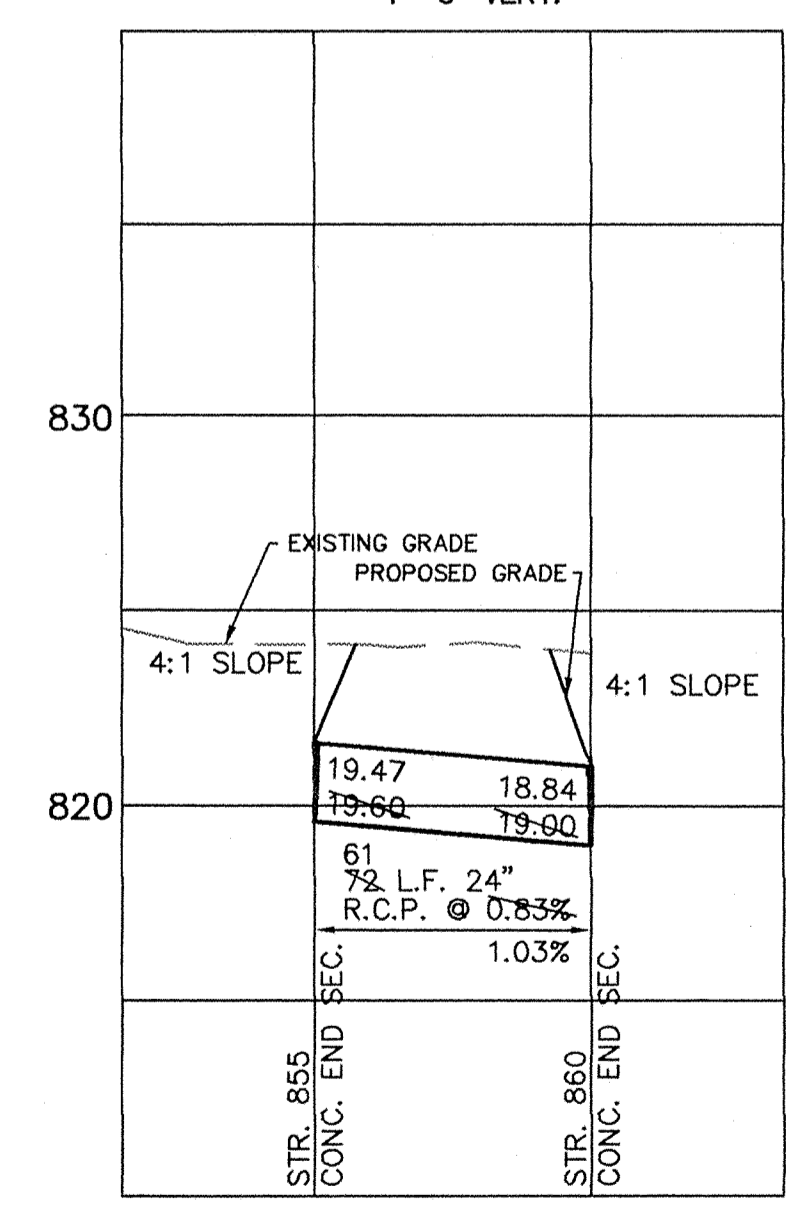 VERT.
830
EXISTING GRADE
PROPOSED GRADE
4:1 SLOPE
4:1 SLOPE
19.47
18.84
820
19.60
19.00
61
72 L.F. 24"
R.C.P. @ 0.83%
1.03%
STR. 855
CONC. END SEC.
STR. 860
CONC. END SEC.